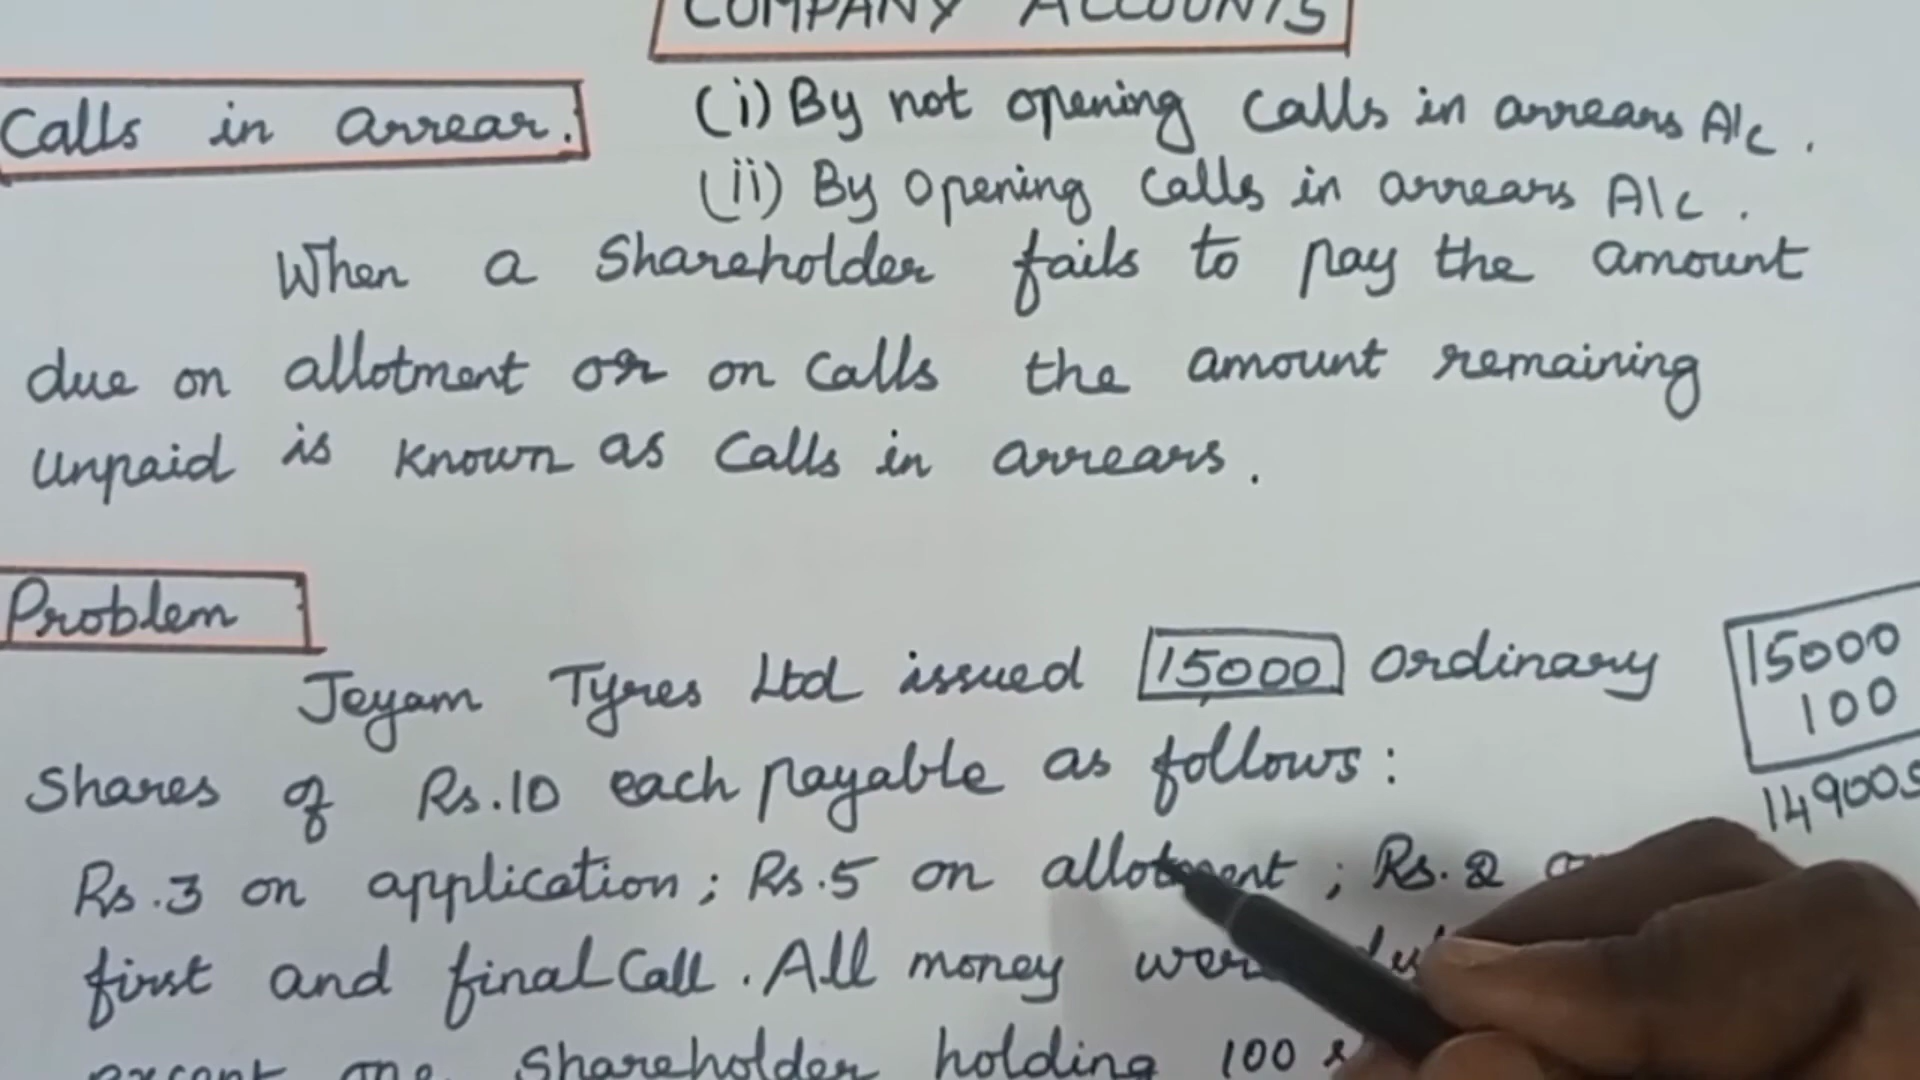 COMPANY ACCOUNTS
Calls in arrear.
(i) By not opening calls in arrears A/c.
(ii) By opening calls in arrears A/c.
When a Shareholder fails to pay the amount
due on allotment or on calls the amount remaining
unpaid is known as calls in arrears.
Problem
Jeyam Tyres Ltd issued 15,000 ordinary
Shares of Rs.10 each payable as follows:
Rs.3 on application; Rs.5 on allotment; Rs.2
first and final call. All money were
except one Shareholder holding 100
15000
100